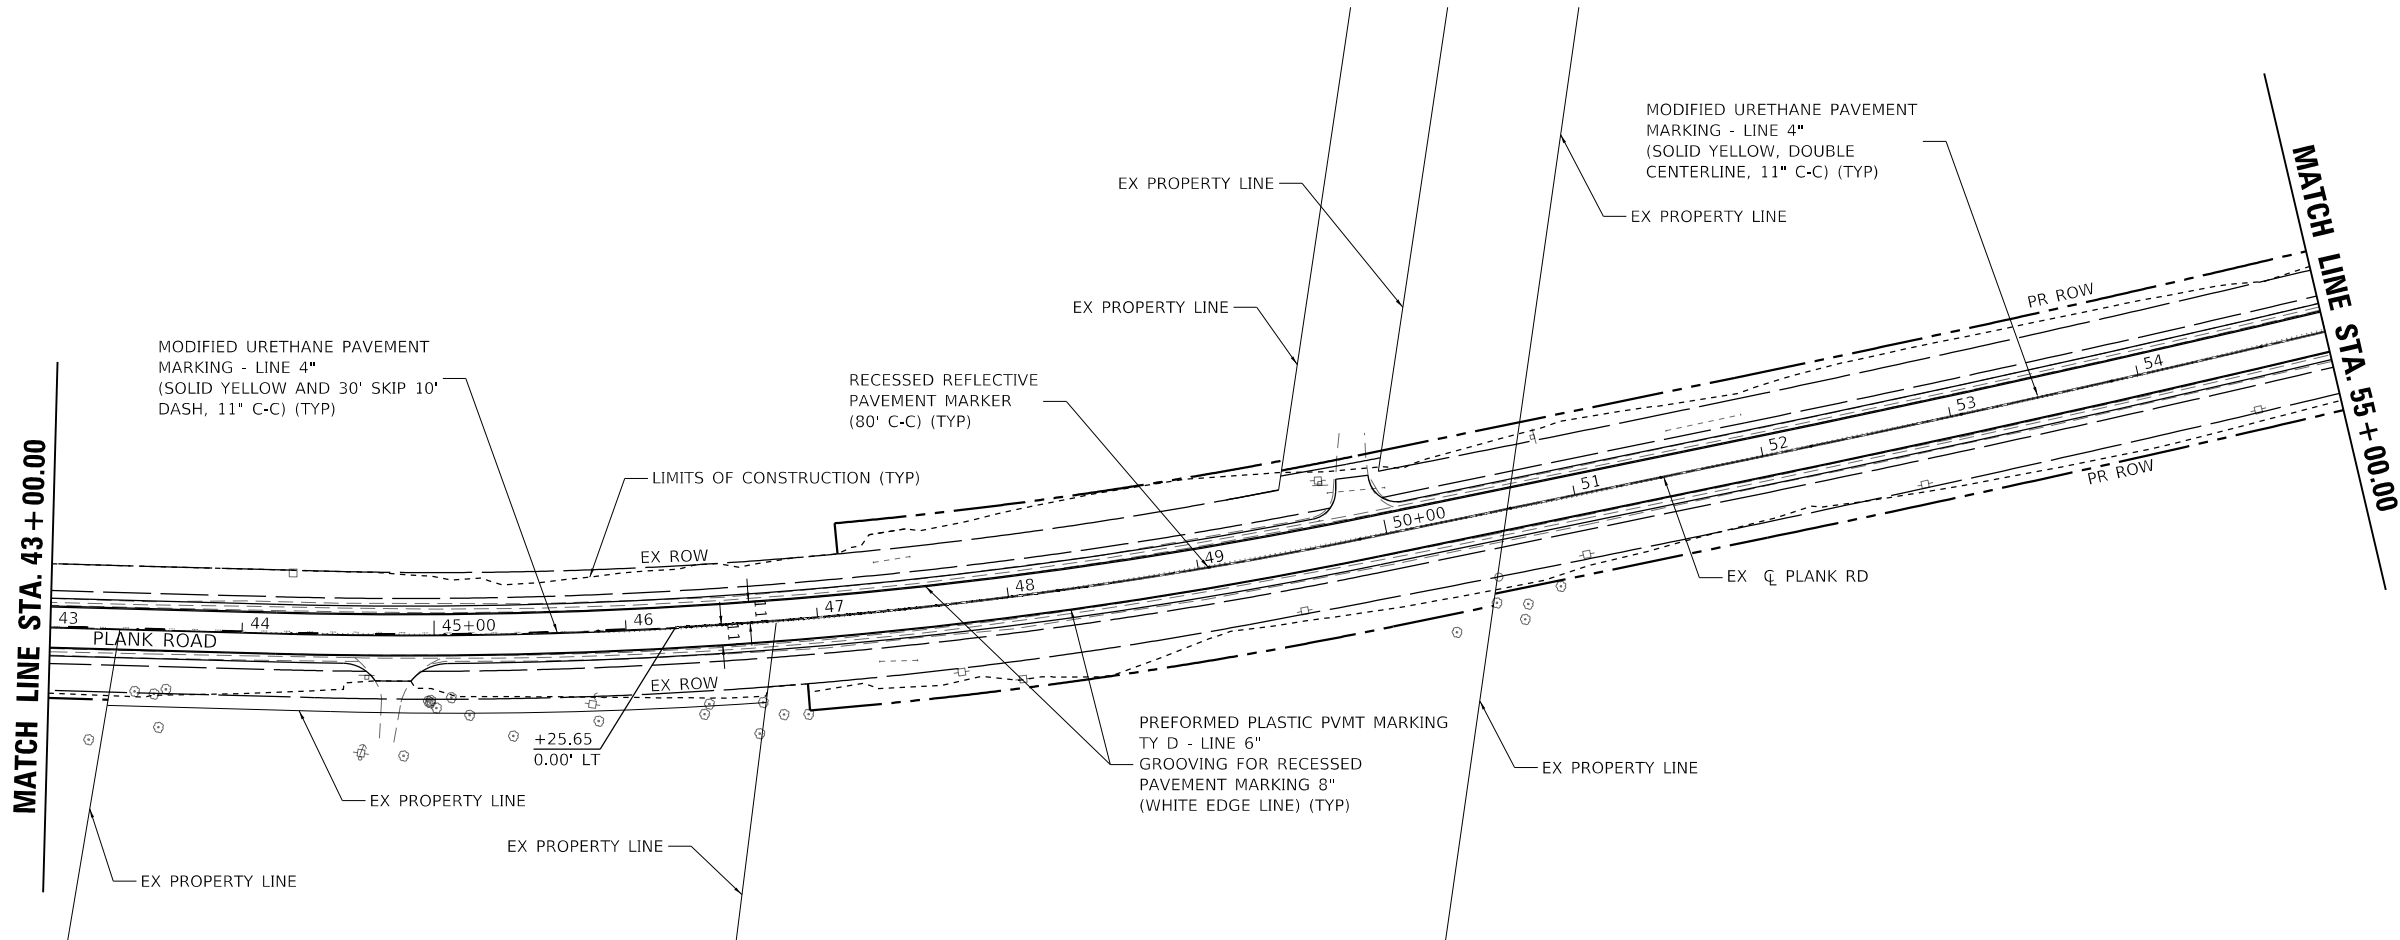 MODIFIED URETHANE PAVEMENT
MARKING - LINE 4"
(SOLID YELLOW, DOUBLE
CENTERLINE, 11" C-C) (TYP)
EX PROPERTY LINE
EX PROPERTY LINE
EX PROPERTY LINE
MATCH LINE STA. 55+00.00
PR ROW
MODIFIED URETHANE PAVEMENT
MARKING - LINE 4"
(SOLID YELLOW AND 30' SKIP 10'
DASH, 11" C-C) (TYP)
RECESSED REFLECTIVE
PAVEMENT MARKER
(80' C-C) (TYP)
LIMITS OF CONSTRUCTION (TYP)
MATCH LINE STA. 43+00.00
EX ROW
43
44
45+00
46
47
48
49
50+00
51
52
53
54
11'
11'
PLANK ROAD
PR ROW
EX ROW
EX ℄ PLANK RD
+25.65
0.00' LT
PREFORMED PLASTIC PVMT MARKING
TY D - LINE 6"
GROOVING FOR RECESSED
PAVEMENT MARKING 8"
(WHITE EDGE LINE) (TYP)
EX PROPERTY LINE
EX PROPERTY LINE
EX PROPERTY LINE
EX PROPERTY LINE